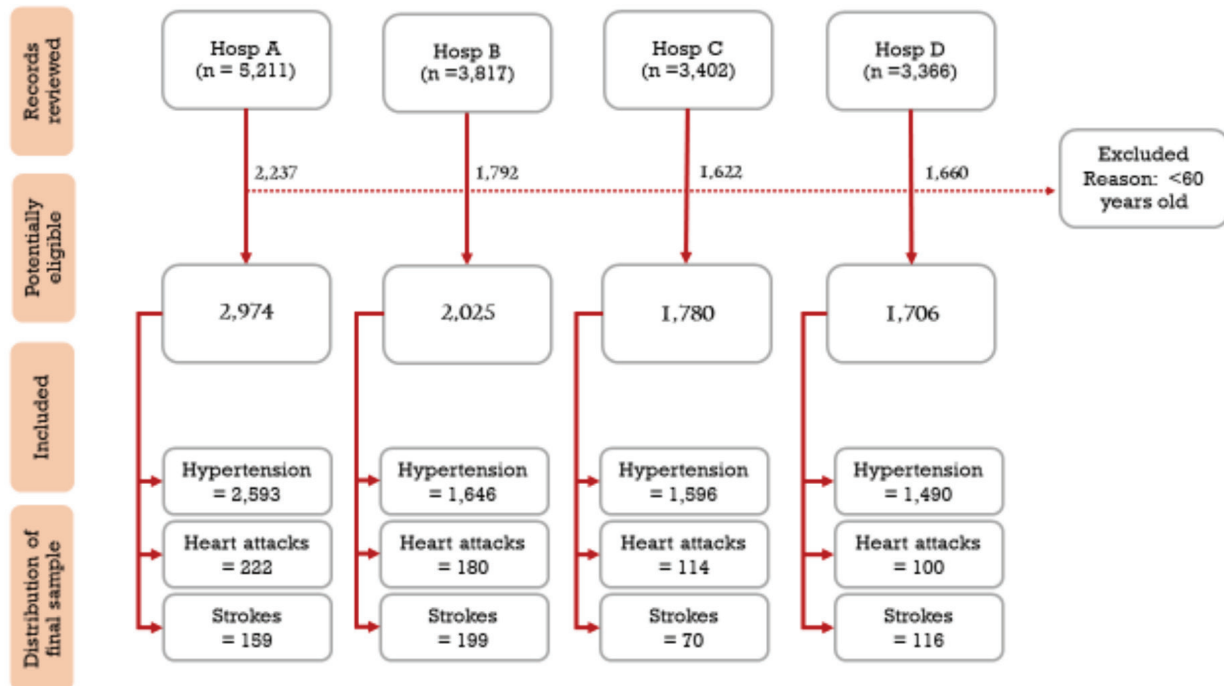 Records
reviewed
Hosp A
(n = 5,211)
Hosp B
(n =3,817)
Hosp C
(n =3,402)
Hosp D
(n =3,366)
2,237
1,792
1,622
1,660
Excluded
Reason: <60
years old
Potentially
eligible
2,974
2,025
1,780
1,706
Included
Hypertension
= 2,593
Hypertension
= 1,646
Hypertension
= 1,596
Hypertension
= 1,490
Distribution of
final sample
Heart attacks
= 222
Heart attacks
= 180
Heart attacks
= 114
Heart attacks
= 100
Strokes
= 159
Strokes
= 199
Strokes
= 70
Strokes
= 116